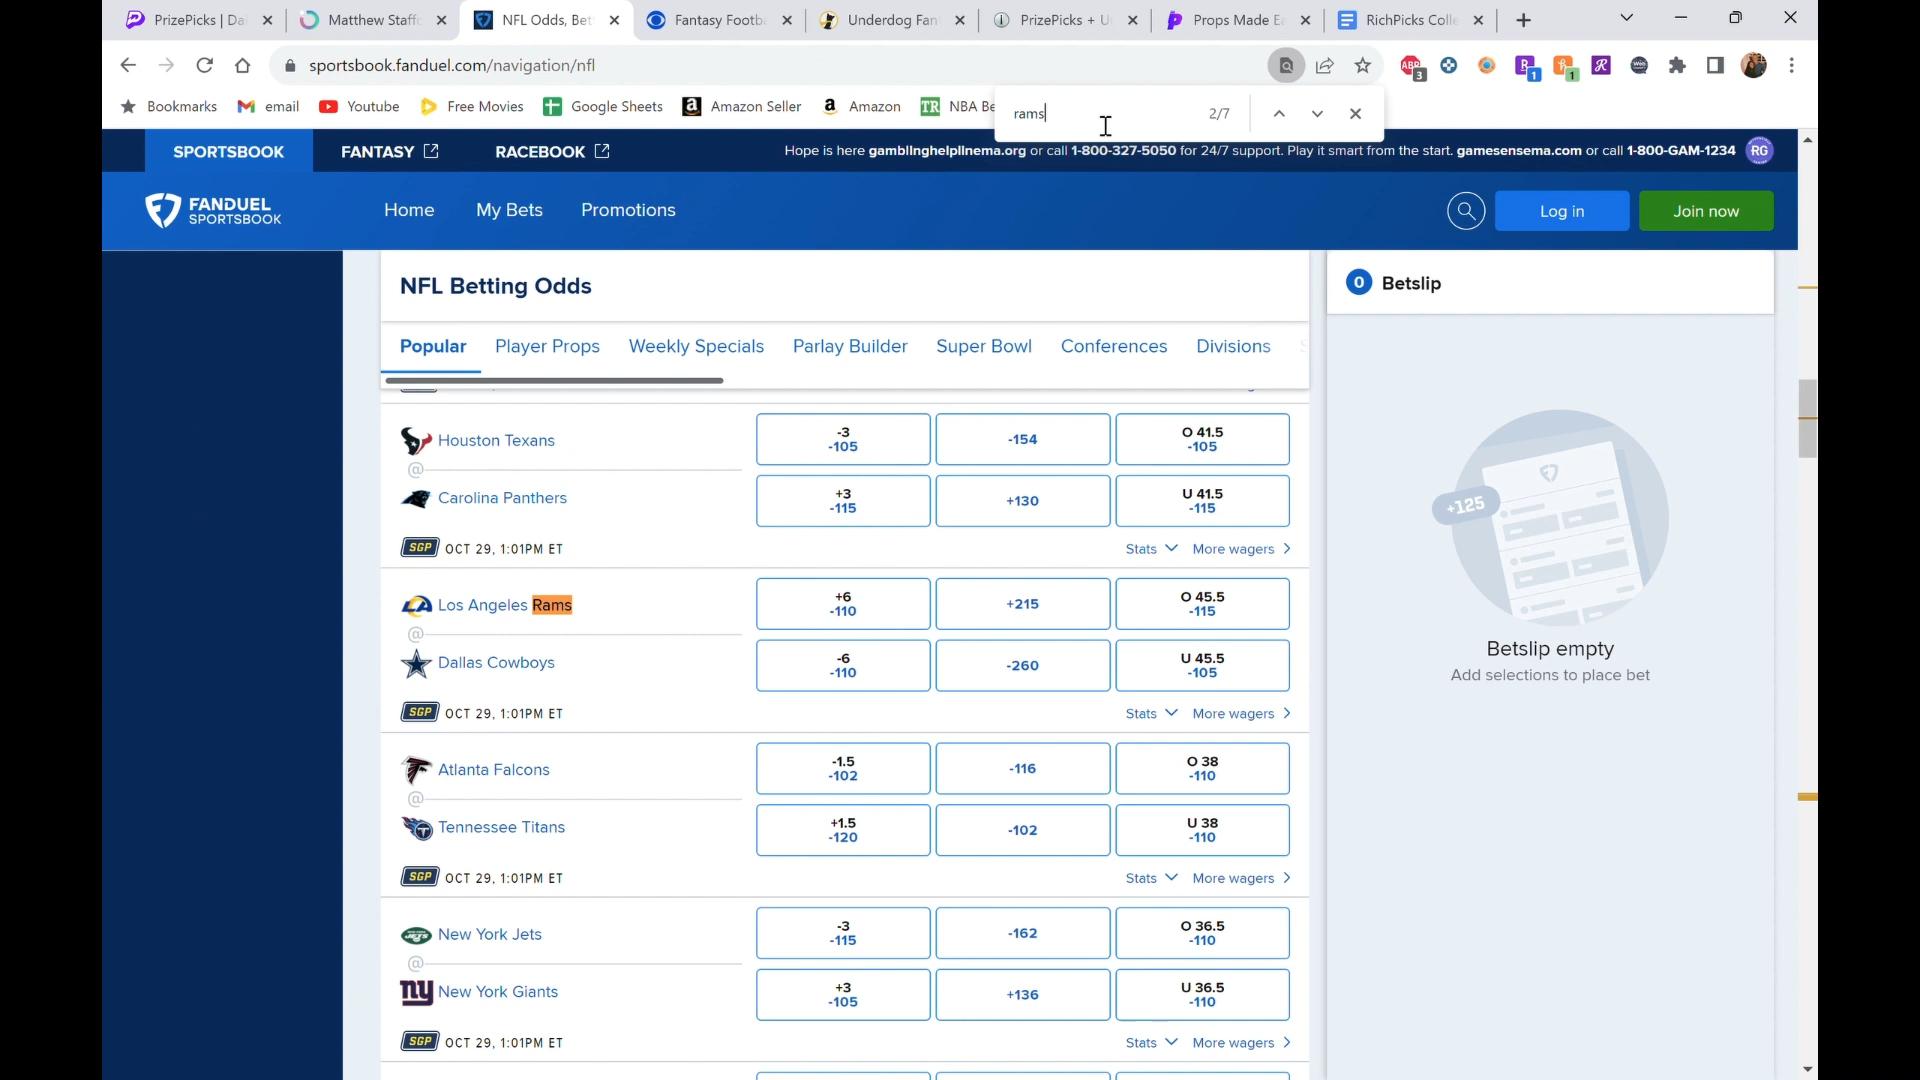 PrizePicks | Da
Matthew Staffo
NFL Odds, Bet
Fantasy Footba
Underdog Fan
PrizePicks + U
Props Made Ea
RichPicks Colle
sportsbook.fanduel.com/navigation/nfl
Bookmarks
email
Youtube
Free Movies
Google Sheets
Amazon Seller
Amazon
NBA Be
rams
2/7
SPORTSBOOK
FANTASY
RACEBOOK
Hope is here gamblinghelplinema.org or call 1-800-327-5050 for 24/7 support. Play it smart from the start. gamesensema.com or call 1-800-GAM-1234
RG
FANDUEL
SPORTSBOOK
Home
My Bets
Promotions
Log in
Join now
NFL Betting Odds
Popular
Player Props
Weekly Specials
Parlay Builder
Super Bowl
Conferences
Divisions
Houston Texans
-3
-105
-154
O 41.5
-105
@
Carolina Panthers
+3
-115
+130
U 41.5
-115
SGP OCT 29, 1:01PM ET
Stats
More wagers
Los Angeles Rams
+6
-110
+215
O 45.5
-115
@
Dallas Cowboys
-6
-110
-260
U 45.5
-105
SGP OCT 29, 1:01PM ET
Stats
More wagers
Atlanta Falcons
-1.5
-102
-116
O 38
-110
@
Tennessee Titans
+1.5
-120
-102
U 38
-110
SGP OCT 29, 1:01PM ET
Stats
More wagers
New York Jets
-3
-115
-162
O 36.5
-110
@
New York Giants
+3
-105
+136
U 36.5
-110
SGP OCT 29, 1:01PM ET
Stats
More wagers
0 Betslip
+125
Betslip empty
Add selections to place bet